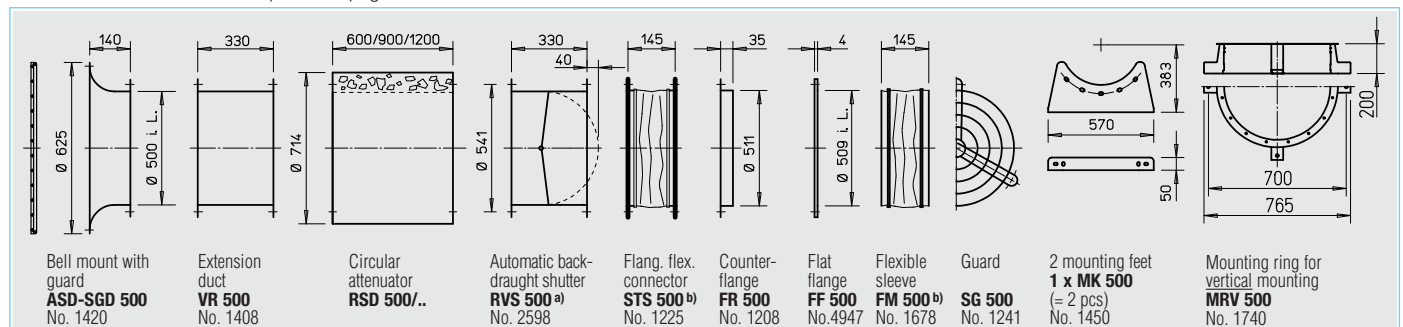 140
330
600/900/1200
330
40
145
35
4
145
383
200
Ø 625
Ø 500 i. L.
Ø 714
Ø 541
Ø 511
Ø 509 i. L.
570
50
700
765
Bell mount with
guard
ASD-SGD 500
No. 1420
Extension
duct
VR 500
No. 1408
Circular
attenuator
RSD 500/..
Automatic back-
draught shutter
RVS 500 a)
No. 2598
Flang. flex.
connector
STS 500 b)
No. 1225
Counter-
flange
FR 500
No. 1208
Flat
flange
FF 500
No.4947
Flexible
sleeve
FM 500 b)
No. 1678
Guard
SG 500
No. 1241
2 mounting feet
1 x MK 500
(= 2 pcs)
No. 1450
Mounting ring for
vertical mounting
MRV 500
No. 1740